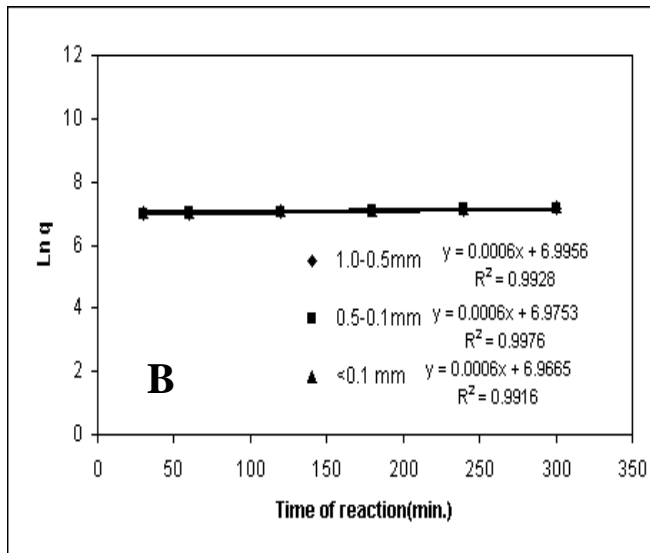 12
10
8
6
4
2
0
Ln q
1.0-0.5mm y = 0.0006x + 6.9956
R² = 0.9928
0.5-0.1mm y = 0.0006x + 6.9753
R² = 0.9976
<0.1 mm y = 0.0006x + 6.9665
R² = 0.9916
B
0 50 100 150 200 250 300 350
Time of reaction(min.)